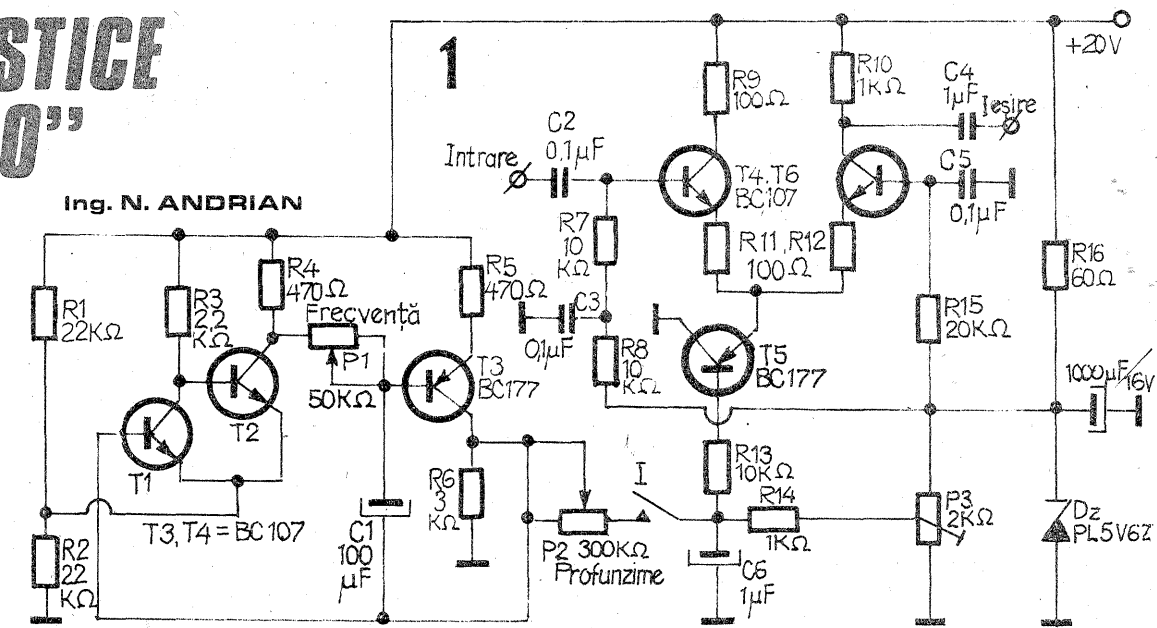 STICE
O”
Ing. N. ANDRIAN
1
+20V
R9
100Ω
R10
1KΩ
C4
1µF
Ieşire
C2
0,1µF
Intrare
T4,T6
BC107
C5
0,1µF
R7
10
KΩ
R11,R12
100Ω
R16
60Ω
R1
22KΩ
R3
2,2
KΩ
R4
470Ω
R5
470Ω
Frecvenţă
P1
50KΩ
C3
0,1µF
R8
10
KΩ
R15
20KΩ
T3
BC177
T5
BC177
1000µF/16V
T2
T1
R13
10KΩ
R6
3
KΩ
I
R14
1KΩ
P3
2KΩ
Dz
PL5V6Z
T3,T4=BC107
C1
100
µF
R2
22
KΩ
P2 300KΩ
Profunzime
C6
1µF